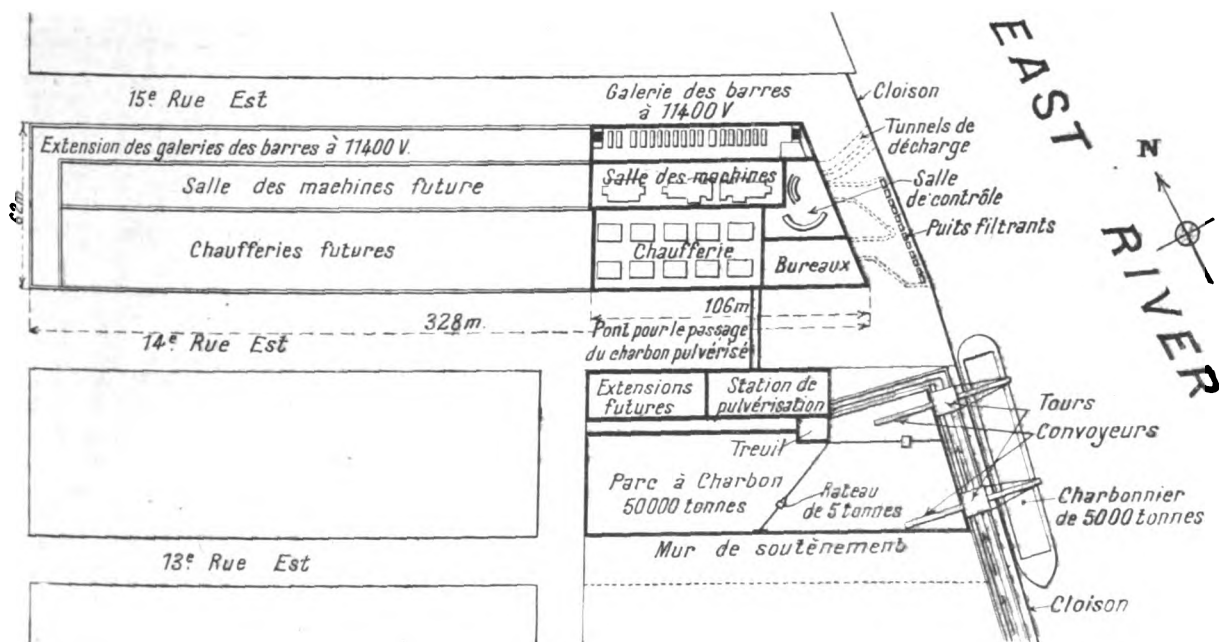 EAST
RIVER
N
15e Rue Est
Galerie des barres
à 11400 V
Cloison
Tunnels de
décharge
Extension des galeries des barres à 11400 V.
Salle des machines future
Salle des machines
Salle
de contrôle
62m
Chaufferies futures
Chaufferie
Puits filtrants
Bureaux
106m
328m.
14e Rue Est
Pont pour le passage
du charbon pulvérisé
Extensions
futures
Station de
pulvérisation
Tours
Convoyeurs
Treuil
Parc à Charbon
50000 tonnes
Rateau
de 5 tonnes
Charbonnier
de 5000 tonnes
Mur de soutènement
13e Rue Est
Cloison